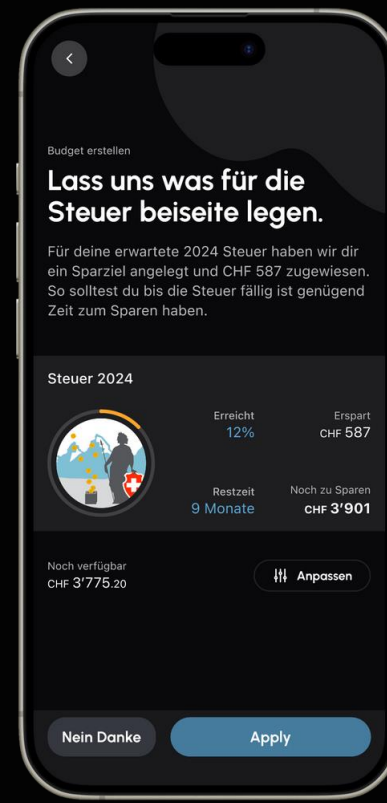 Budget erstellen
Lass uns was für die
Steuer beiseite legen.
Für deine erwartete 2024 Steuer haben wir dir
ein Sparziel angelegt und CHF 587 zugewiesen.
So solltest du bis die Steuer fällig ist genügend
Zeit zum Sparen haben.
Steuer 2024
Erreicht
12%
Erspart
CHF 587
Restzeit
9 Monate
Noch zu Sparen
CHF 3'901
Noch verfügbar
CHF 3'775.20
Anpassen
Nein Danke
Apply